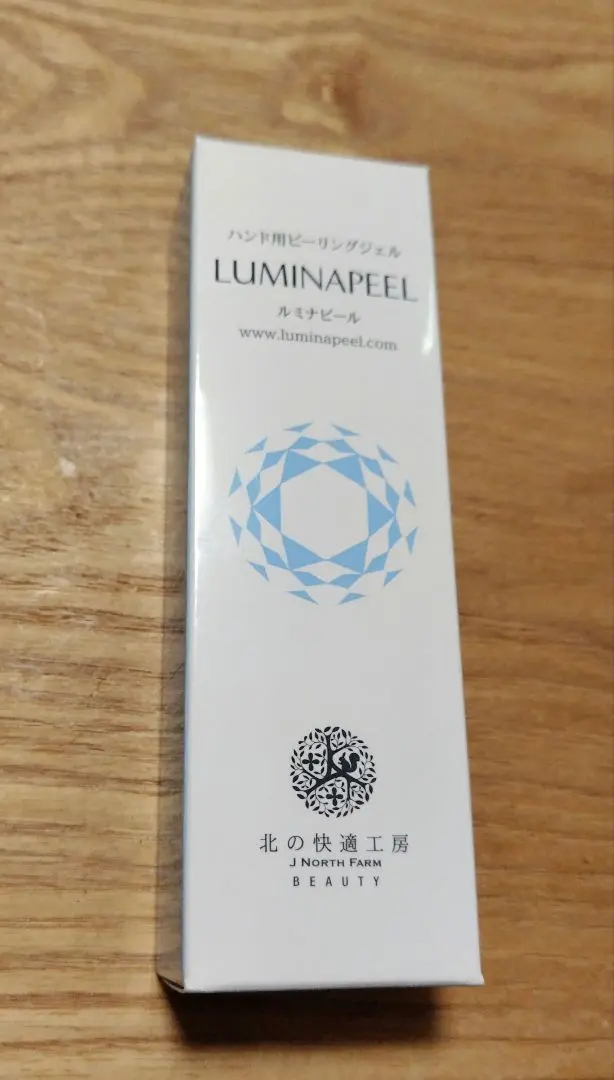 ハンド用ピーリングジェル
LUMINAPEEL
ルミナピール
www.luminapeel.com
北の快適工房
J NORTH FARM
BEAUTY